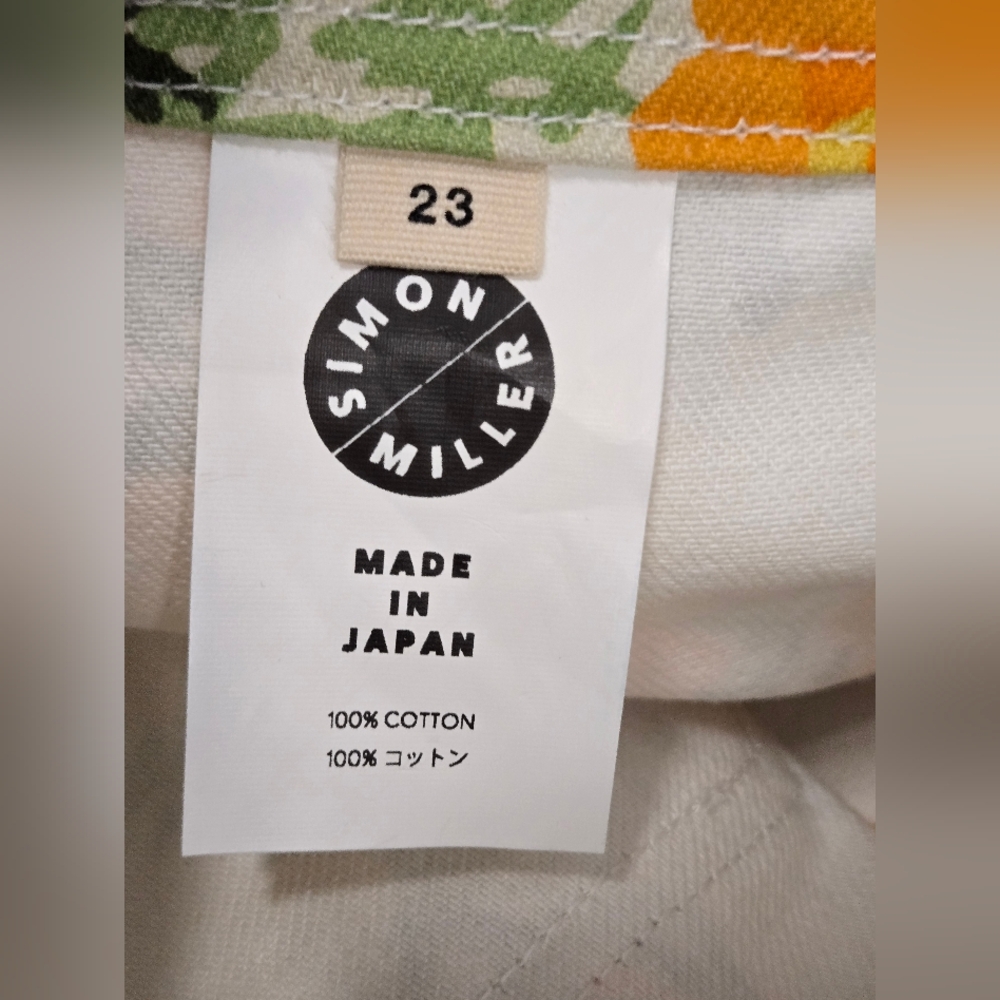 23
SIMON
MILLER
MADE
IN
JAPAN
100% COTTON
100% コットン